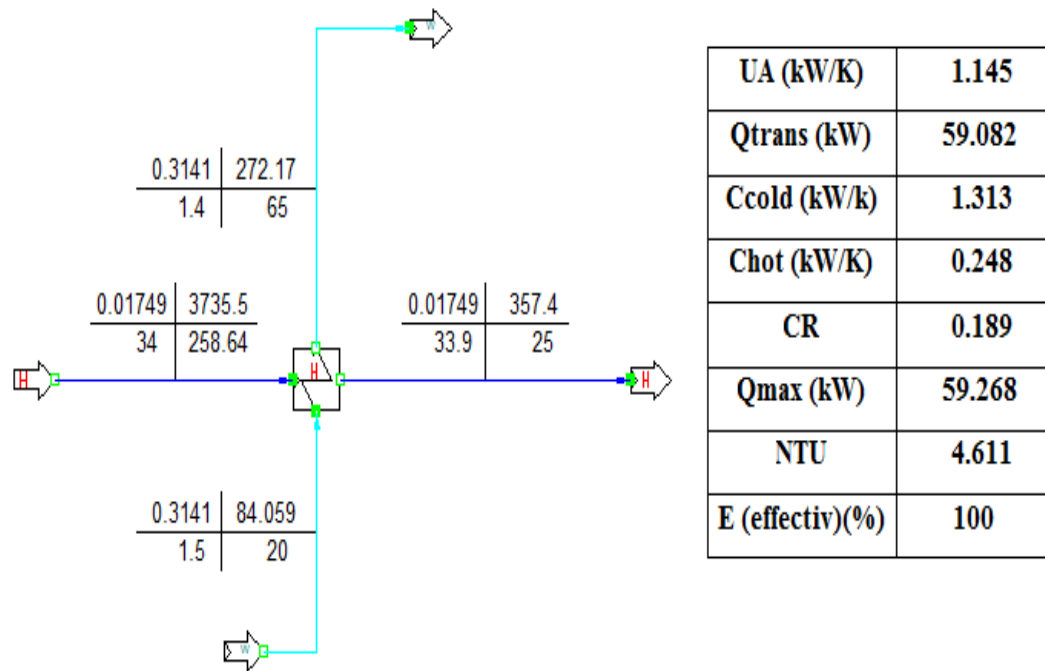 W
0.3141 272.17
1.4 65
0.01749 3735.5
34 258.64
0.01749 357.4
33.9 25
H
H
H
0.3141 84.059
1.5 20
W
UA (kW/K) 1.145
Qtrans (kW) 59.082
Ccold (kW/k) 1.313
Chot (kW/K) 0.248
CR 0.189
Qmax (kW) 59.268
NTU 4.611
E (effectiv)(%) 100